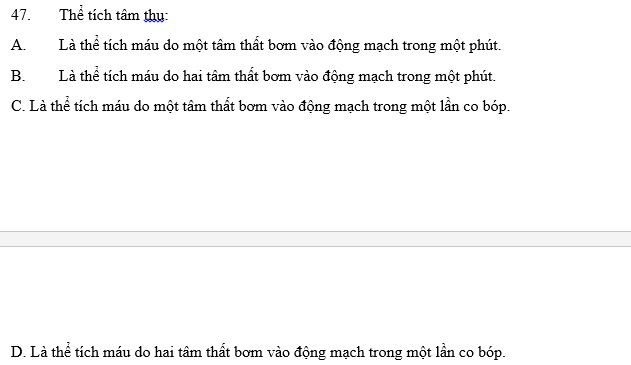 47. Thể tích tâm thụ:
A. Là thể tích máu do một tâm thất bơm vào động mạch trong một phút.
B. Là thể tích máu do hai tâm thất bơm vào động mạch trong một phút.
C. Là thể tích máu do một tâm thất bơm vào động mạch trong một lần co bóp.
D. Là thể tích máu do hai tâm thất bơm vào động mạch trong một lần co bóp.